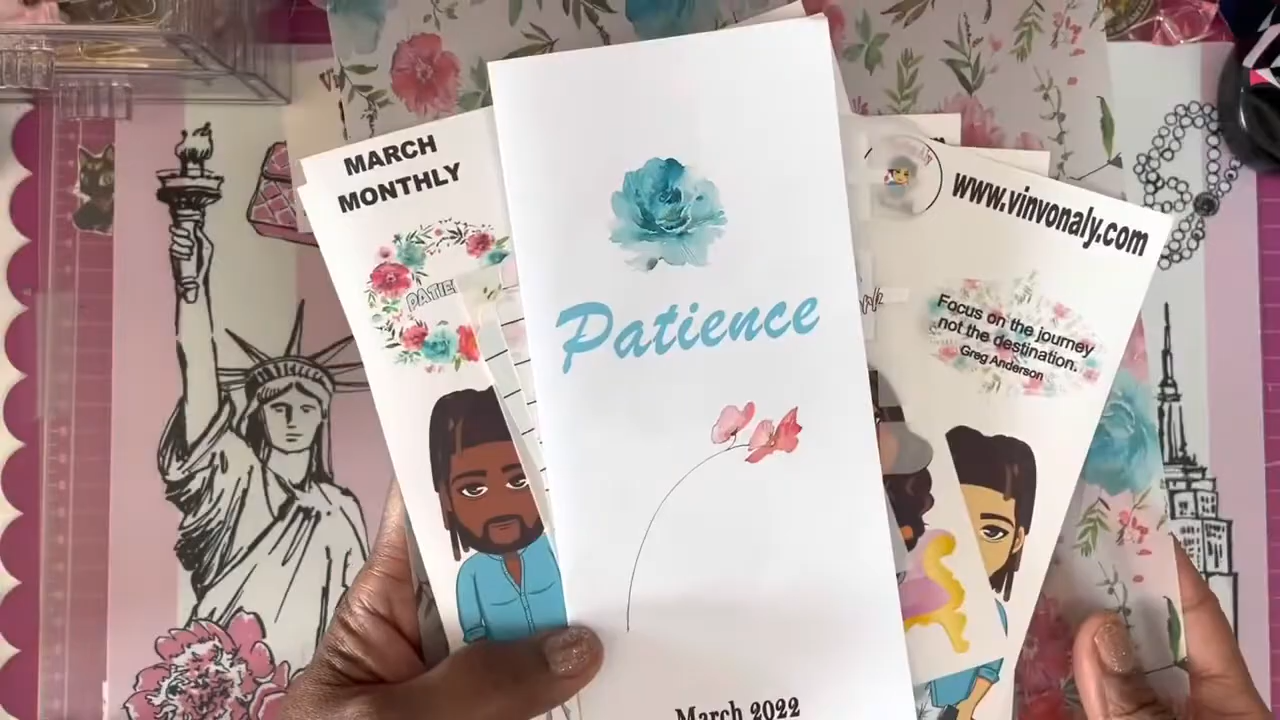 MARCH
MONTHLY
Patience
March 2022
www.vinvonaly.com
Focus on the journey
not the destination.
Greg Anderson